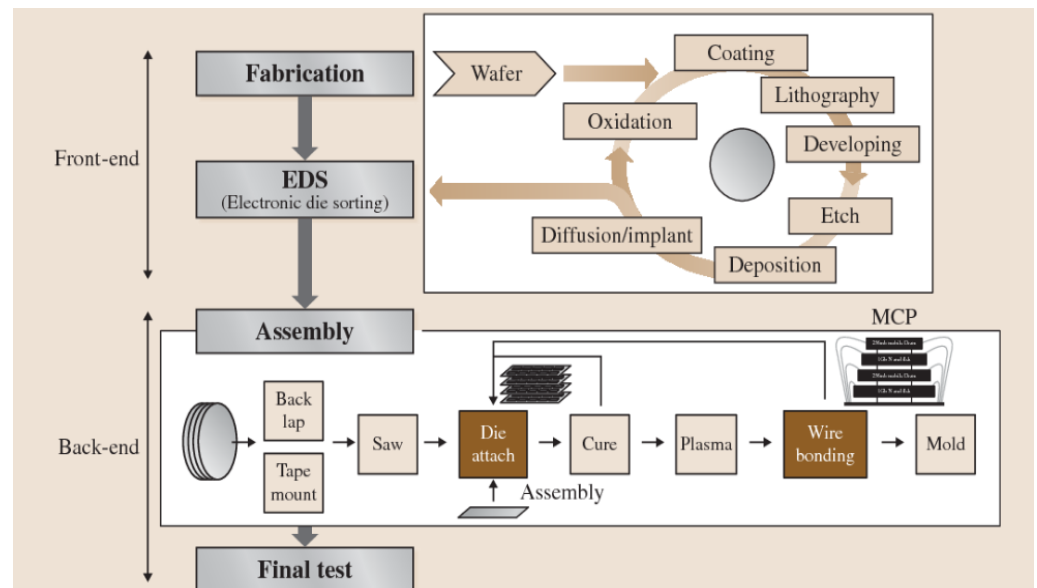 Fabrication
Front-end
EDS
(Electronic die sorting)
Wafer
Coating
Lithography
Developing
Etch
Deposition
Diffusion/implant
Oxidation
Assembly
MCP
Back-end
Back
lap
Tape
mount
Saw
Die
attach
Cure
Plasma
Wire
bonding
Mold
Assembly
Final test